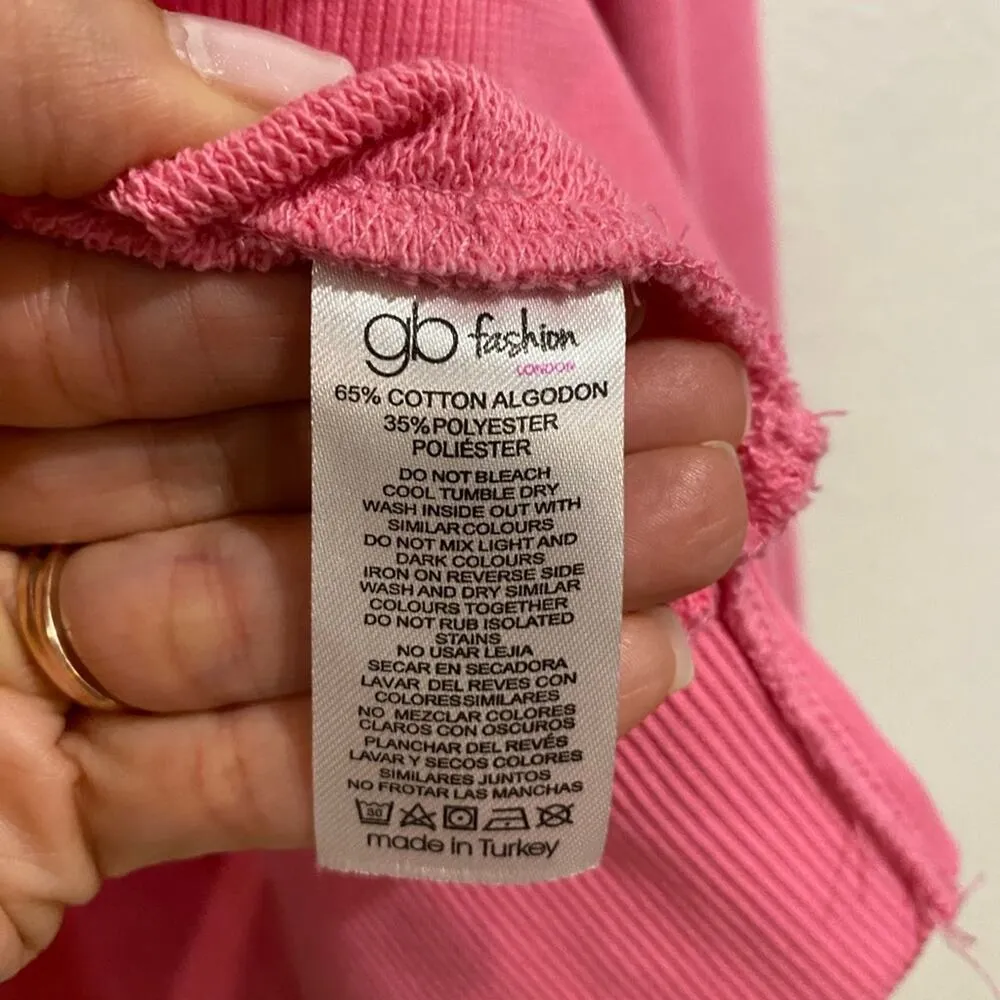 gb fashion
LONDON
65% COTTON ALGODON
35% POLYESTER
POLIÉSTER
DO NOT BLEACH
COOL TUMBLE DRY
WASH INSIDE OUT WITH
SIMILAR COLOURS
DO NOT MIX LIGHT AND
DARK COLOURS
IRON ON REVERSE SIDE
WASH AND DRY SIMILAR
COLOURS TOGETHER
DO NOT RUB ISOLATED
STAINS
NO USAR LEJIA
SECAR EN SECADORA
LAVAR DEL REVES CON
COLORES SIMILARES
NO MEZCLAR COLORES
CLAROS CON OSCUROS
PLANCHAR DEL REVÉS
LAVAR Y SECOS COLORES
SIMILARES JUNTOS
NO FROTAR LAS MANCHAS
30
made in Turkey